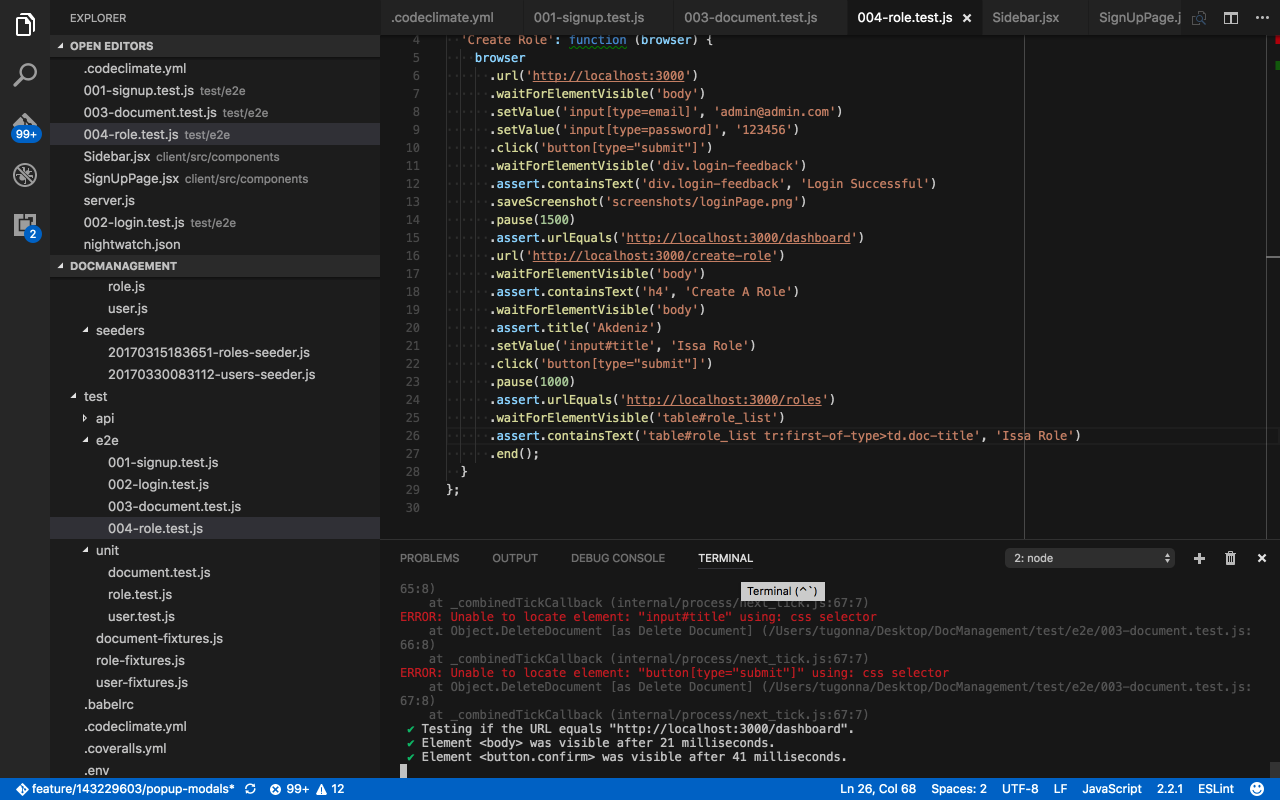 EXPLORER
OPEN EDITORS
.codeclimate.yml
001-signup.test.js test/e2e
003-document.test.js test/e2e
004-role.test.js test/e2e
Sidebar.jsx client/src/components
SignUpPage.jsx client/src/components
server.js
002-login.test.js test/e2e
nightwatch.json
DOCMANAGEMENT
role.js
user.js
seeders
20170315183651-roles-seeder.js
20170330083112-users-seeder.js
test
api
e2e
001-signup.test.js
002-login.test.js
003-document.test.js
004-role.test.js
unit
document.test.js
role.test.js
user.test.js
document-fixtures.js
role-fixtures.js
user-fixtures.js
.babelrc
.codeclimate.yml
.coveralls.yml
.env
99+
2
.codeclimate.yml 001-signup.test.js 003-document.test.js 004-role.test.js × Sidebar.jsx SignUpPage.j
4 'Create Role': function (browser) {
5 browser
6 .url('http://localhost:3000')
7 .waitForElementVisible('body')
8 .setValue('input[type=email]', 'admin@admin.com')
9 .setValue('input[type=password]', '123456')
10 .click('button[type="submit"]')
11 .waitForElementVisible('div.login-feedback')
12 .assert.containsText('div.login-feedback', 'Login Successful')
13 .saveScreenshot('screenshots/loginPage.png')
14 .pause(1500)
15 .assert.urlEquals('http://localhost:3000/dashboard')
16 .url('http://localhost:3000/create-role')
17 .waitForElementVisible('body')
18 .assert.containsText('h4', 'Create A Role')
19 .waitForElementVisible('body')
20 .assert.title('Akdeniz')
21 .setValue('input#title', 'Issa Role')
22 .click('button[type="submit"]')
23 .pause(1000)
24 .assert.urlEquals('http://localhost:3000/roles')
25 .waitForElementVisible('table#role_list')
26 .assert.containsText('table#role_list tr:first-of-type>td.doc-title', 'Issa Role')
27 .end();
28 }
29 };
30
PROBLEMS OUTPUT DEBUG CONSOLE TERMINAL 2: node
Terminal (^`)
65:8)
at _combinedTickCallback (internal/process/next_tick.js:67:7)
ERROR: Unable to locate element: "input#title" using: css selector
at Object.DeleteDocument [as Delete Document] (/Users/tugonna/Desktop/DocManagement/test/e2e/003-document.test.js:
66:8)
at _combinedTickCallback (internal/process/next_tick.js:67:7)
ERROR: Unable to locate element: "button[type="submit"]" using: css selector
at Object.DeleteDocument [as Delete Document] (/Users/tugonna/Desktop/DocManagement/test/e2e/003-document.test.js:
67:8)
at _combinedTickCallback (internal/process/next_tick.js:67:7)
✔ Testing if the URL equals "http://localhost:3000/dashboard".
✔ Element <body> was visible after 21 milliseconds.
✔ Element <button.confirm> was visible after 41 milliseconds.
feature/143229603/popup-modals* 99+ 12 Ln 26, Col 68 Spaces: 2 UTF-8 LF JavaScript 2.2.1 ESLint